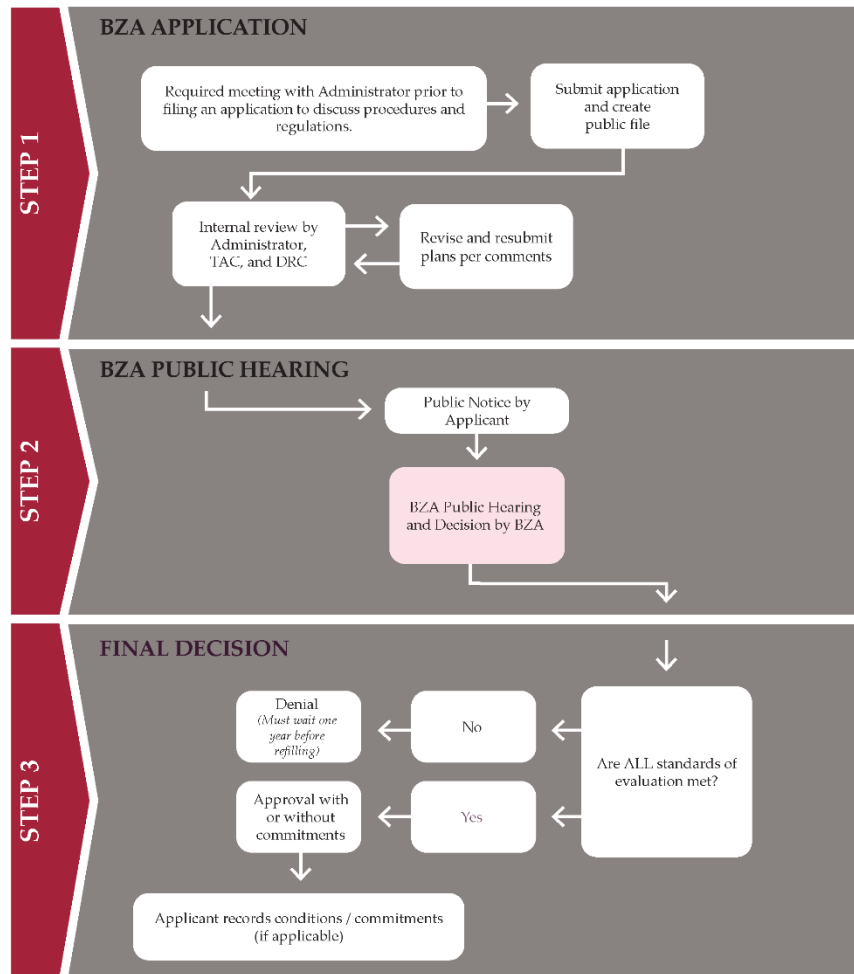 STEP 1
BZA APPLICATION
Required meeting with Administrator prior to
filing an application to discuss procedures and
regulations.
Submit application
and create
public file
Internal review by
Administrator,
TAC, and DRC
Revise and resubmit
plans per comments
STEP 2
BZA PUBLIC HEARING
Public Notice by
Applicant
BZA Public Hearing
and Decision by BZA
STEP 3
FINAL DECISION
Denial
(Must wait one
year before
refilling)
No
Are ALL standards of
evaluation met?
Approval with
or without
commitments
Yes
Applicant records conditions / commitments
(if applicable)